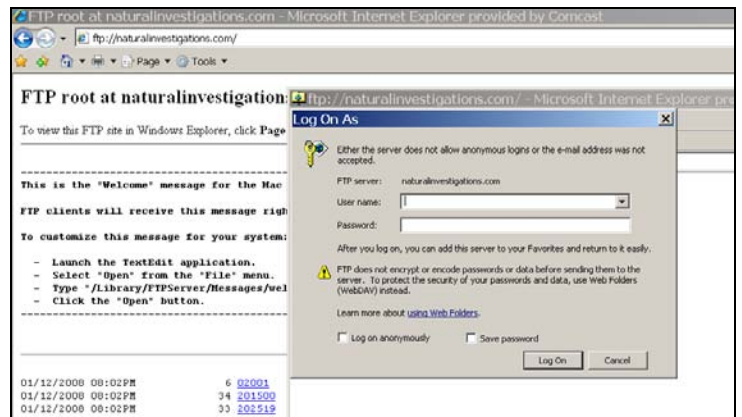 FTP root at naturalinvestigations.com - Microsoft Internet Explorer provided by Comcast
ftp://naturalinvestigations.com/
Page
Tools
FTP root at naturalinvestigation
To view this FTP site in Windows Explorer, click Page
This is the "Welcome" message for the Mac
FTP clients will receive this message righ
To customize this message for your system:
- Launch the TextEdit application.
- Select "Open" from the "File" menu.
- Type "/Library/FTPServer/Messages/wel
- Click the "Open" button.
01/12/2008 08:02PM 6 02001
01/12/2008 08:02PM 34 201500
01/12/2008 08:02PM 33 202519
ftp://naturalinvestigations.com/ - Microsoft Internet Explorer pro
Log On As
Either the server does not allow anonymous logins or the e-mail address was not
accepted.
FTP server: naturalinvestigations.com
User name:
Password:
After you log on, you can add this server to your Favorites and return to it easily.
FTP does not encrypt or encode passwords or data before sending them to the
server. To protect the security of your passwords and data, use Web Folders
(WebDAV) instead.
Learn more about using Web Folders.
Log on anonymously
Save password
Log On
Cancel